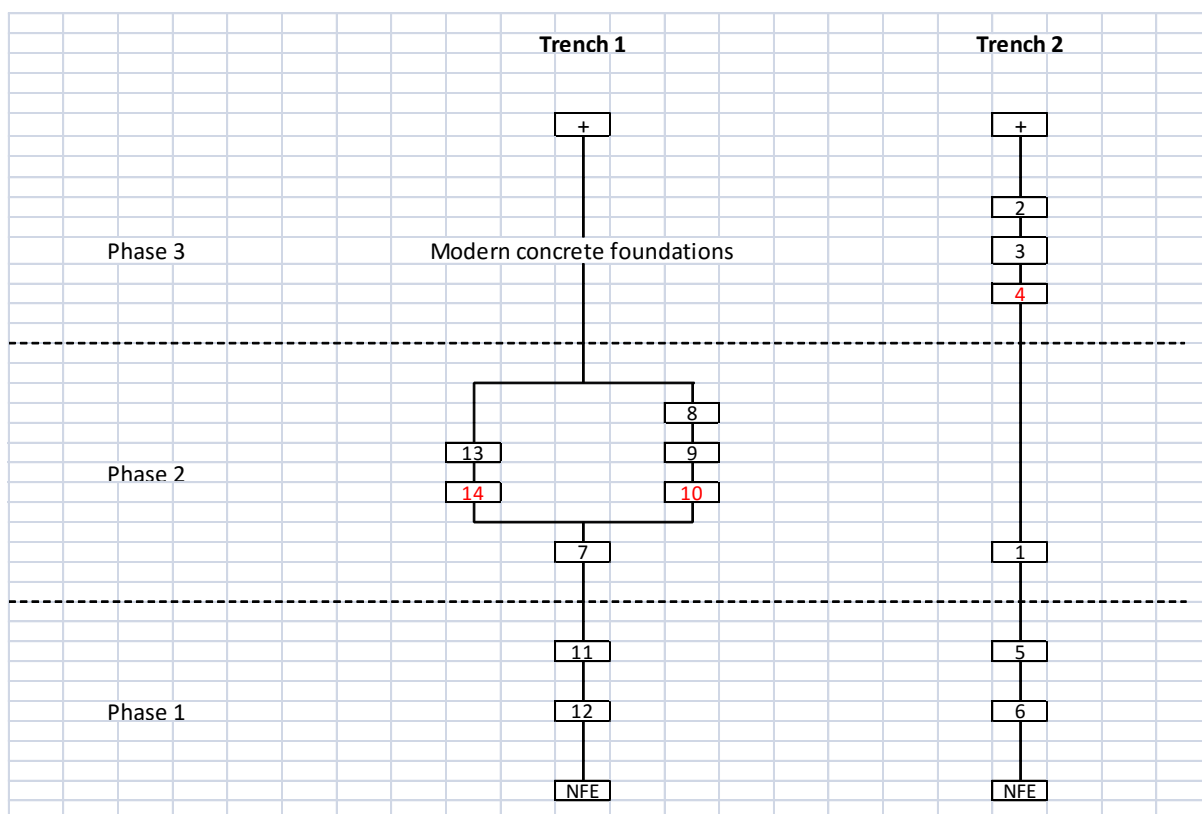 Trench 1 Trench 2
+ +
2
Phase 3 Modern concrete foundations 3
4
8
13 9
Phase 2
14 10
7 1
11 5
Phase 1 12 6
NFE NFE